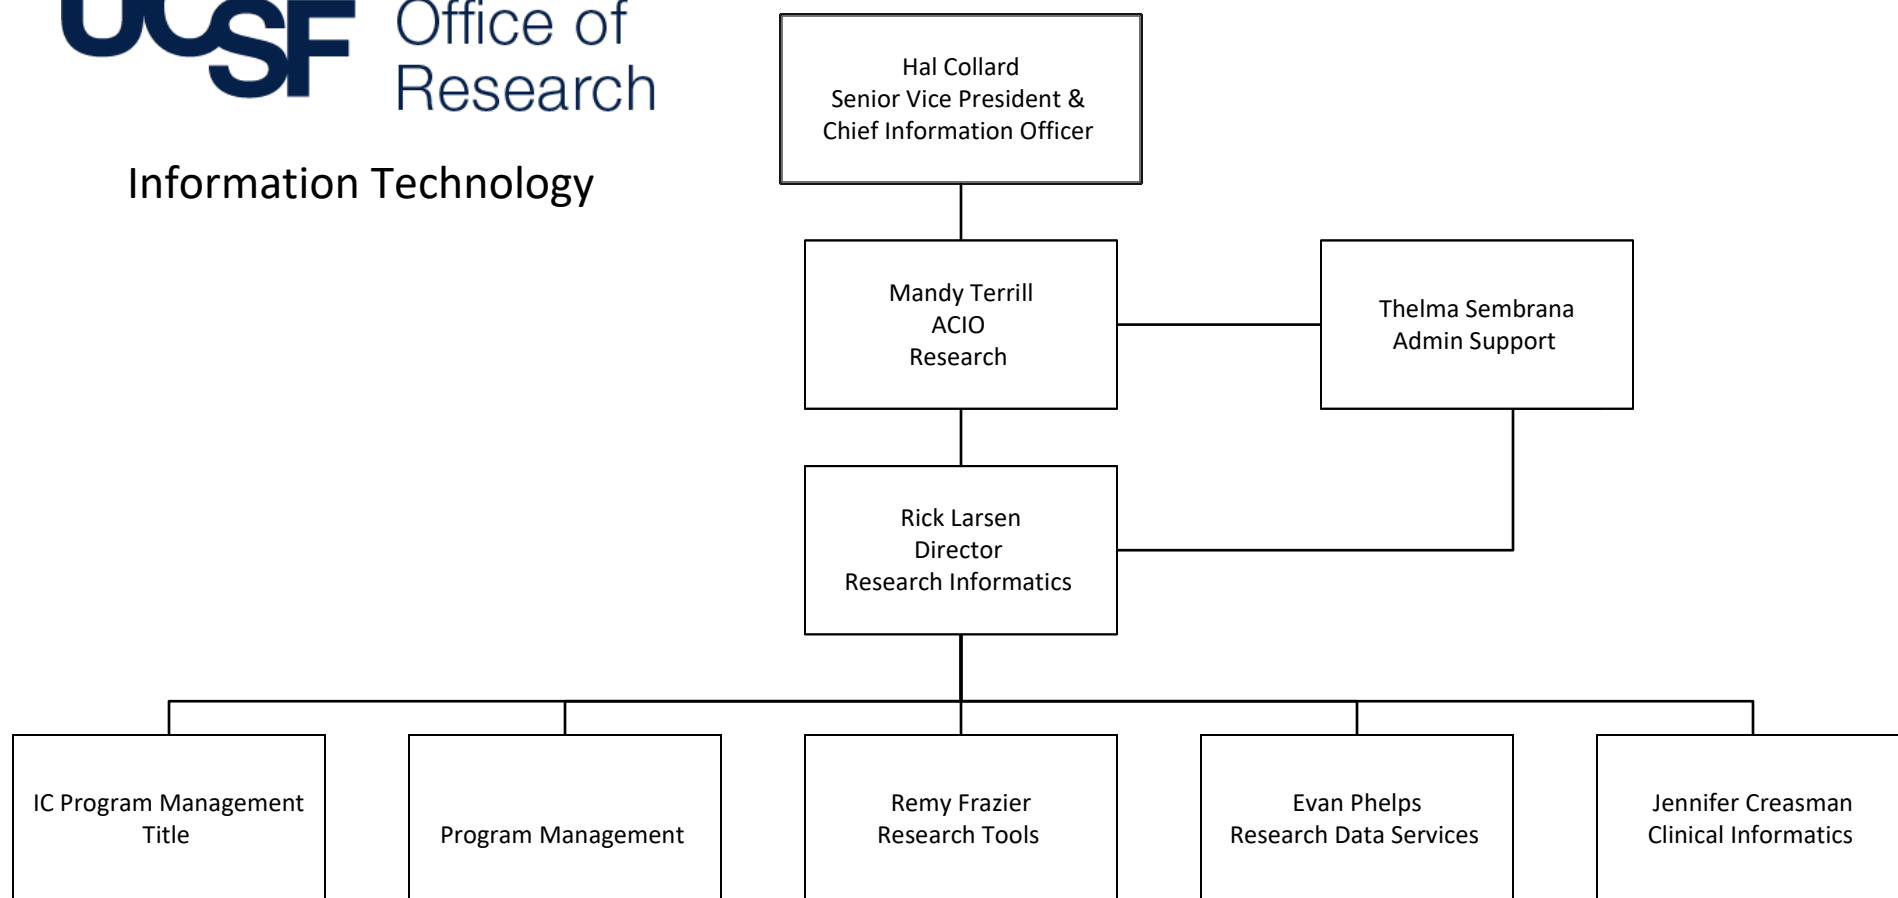 UCSF
Office of
Research
Information Technology
Hal Collard
Senior Vice President &
Chief Information Officer
Mandy Terrill
ACIO
Research
Thelma Sembrana
Admin Support
Rick Larsen
Director
Research Informatics
IC Program Management
Title
Program Management
Remy Frazier
Research Tools
Evan Phelps
Research Data Services
Jennifer Creasman
Clinical Informatics